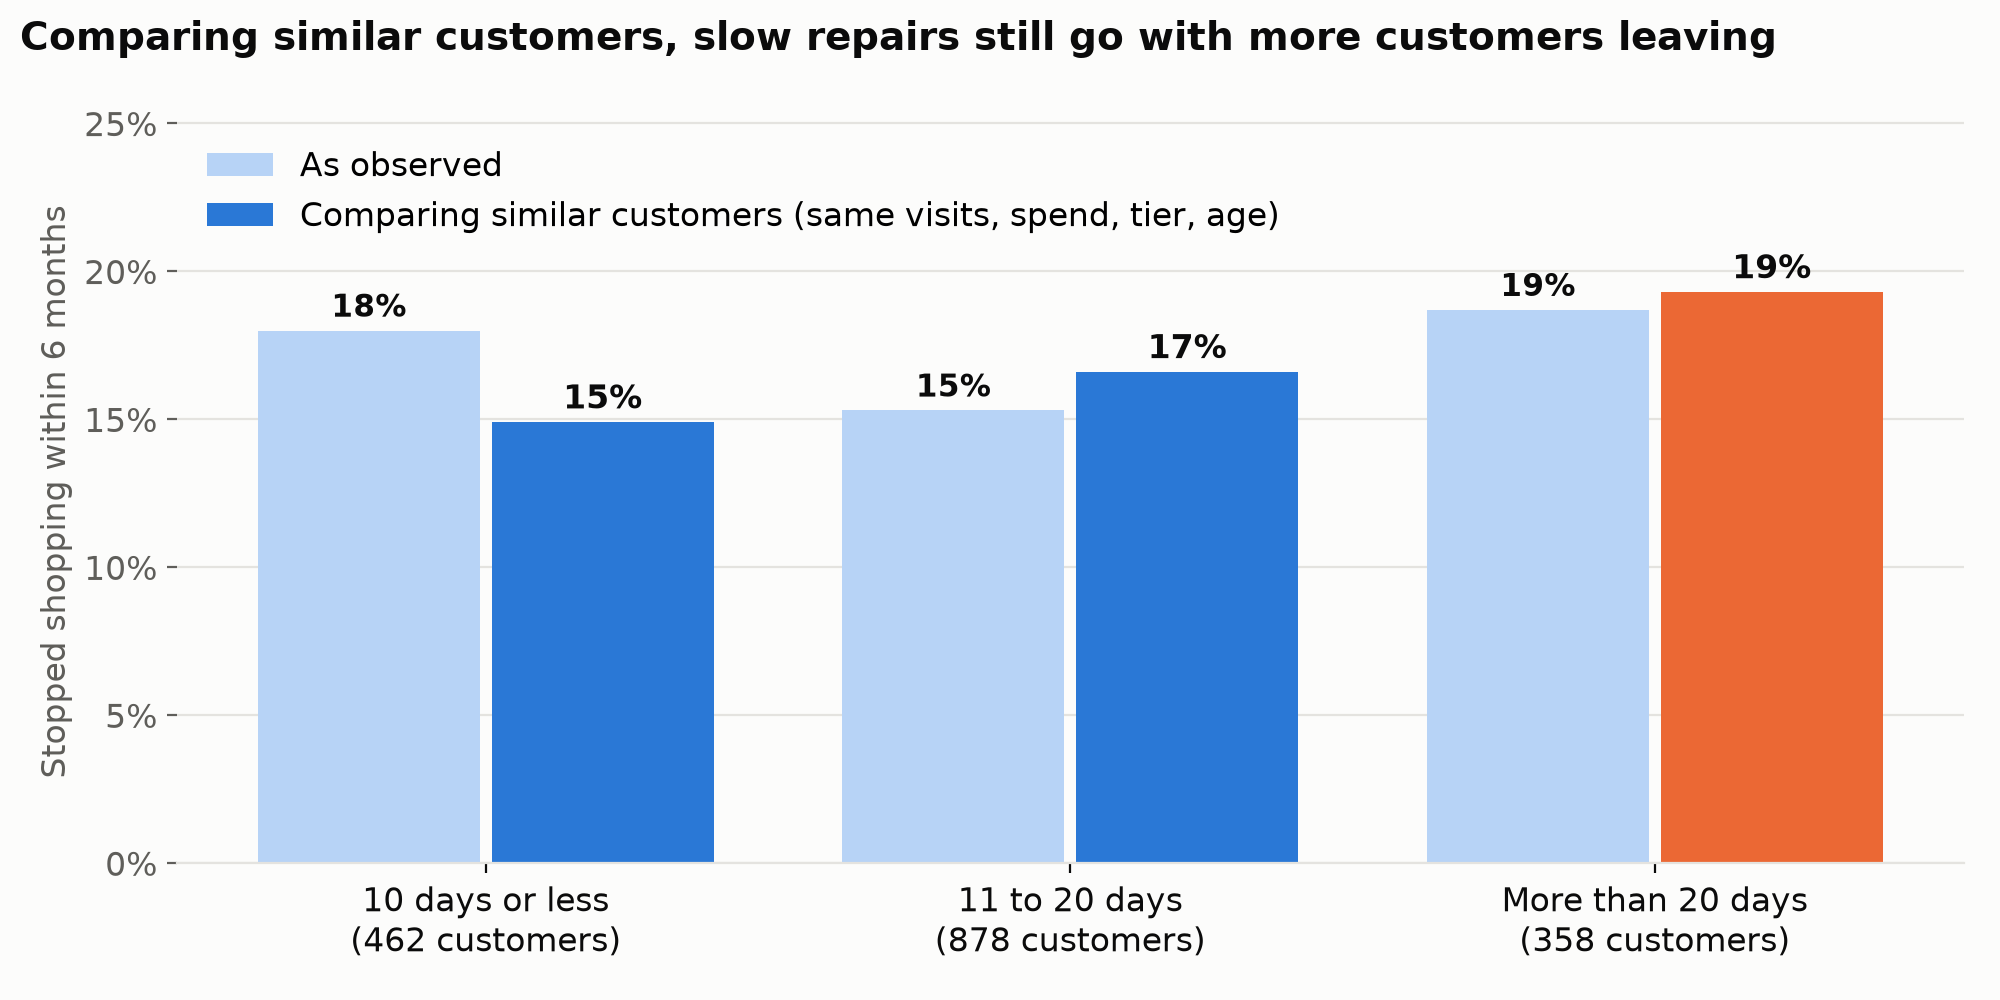 Comparing similar customers, slow repairs still go with more customers leaving
Stopped shopping within 6 months
25%
20%
15%
10%
5%
0%
As observed
Comparing similar customers (same visits, spend, tier, age)
18%
15%
15%
17%
19%
19%
10 days or less
(462 customers)
11 to 20 days
(878 customers)
More than 20 days
(358 customers)